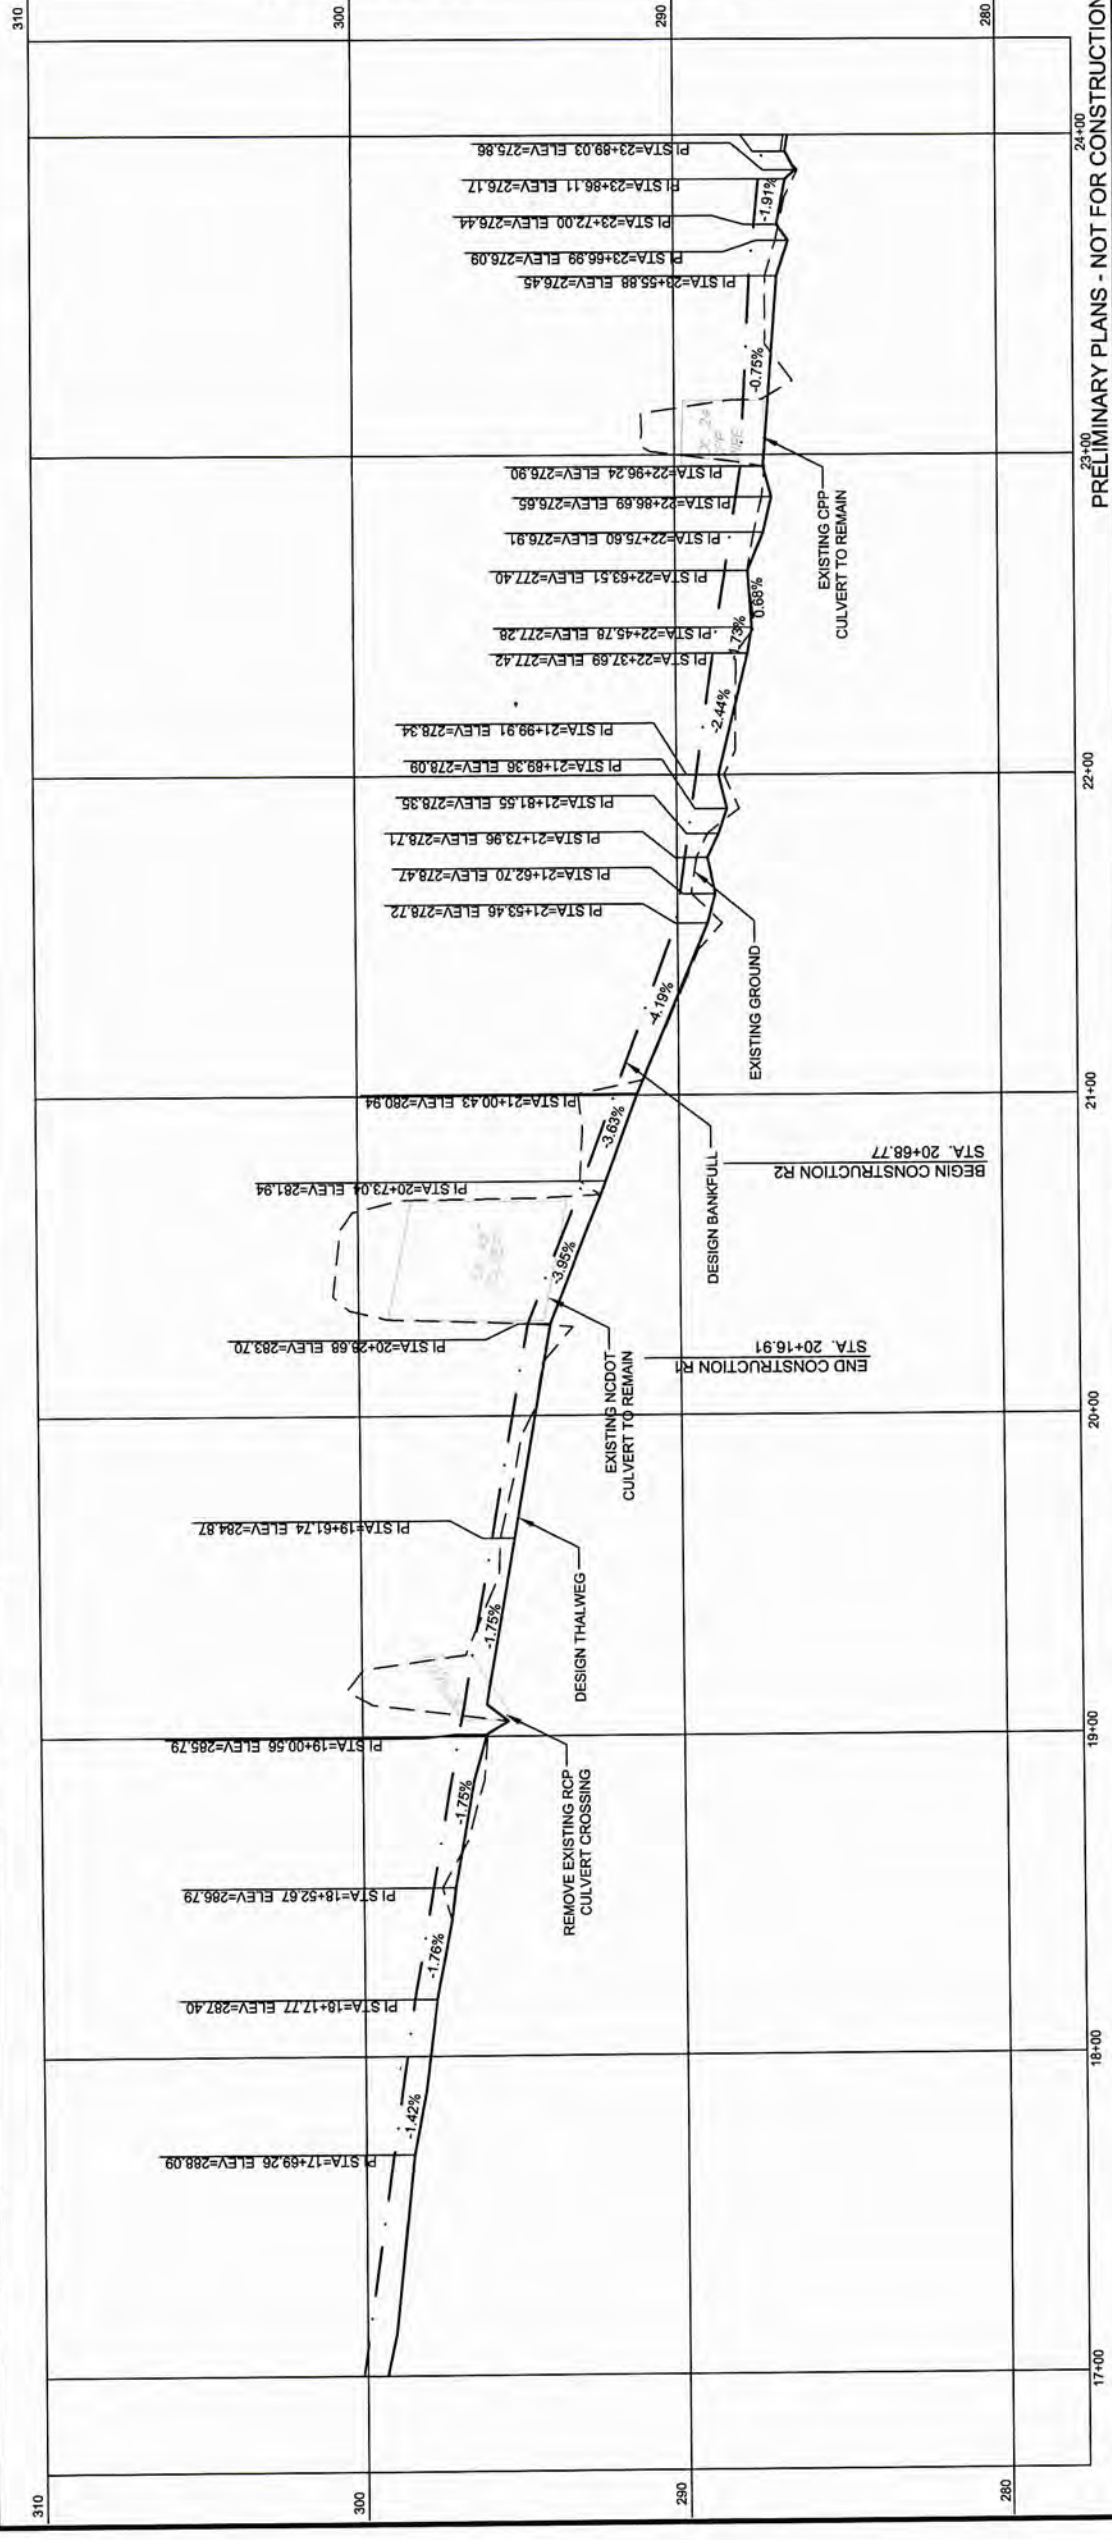 310
300
290
280
310
300
290
280
17+00
18+00
19+00
20+00
21+00
22+00
23+00
24+00
PI STA=17+69.26 ELEV=288.09
PI STA=18+17.77 ELEV=287.40
PI STA=18+52.67 ELEV=286.79
PI STA=19+00.56 ELEV=285.79
PI STA=19+61.74 ELEV=284.87
PI STA=20+28.68 ELEV=283.70
PI STA=20+73.04 ELEV=281.94
PI STA=21+00.43 ELEV=280.94
PI STA=21+53.46 ELEV=278.72
PI STA=21+62.70 ELEV=278.47
PI STA=21+73.96 ELEV=278.71
PI STA=21+81.55 ELEV=278.35
PI STA=21+89.36 ELEV=278.09
PI STA=21+99.91 ELEV=278.34
PI STA=22+37.69 ELEV=277.42
PI STA=22+45.78 ELEV=277.28
PI STA=22+63.51 ELEV=277.40
PI STA=22+75.60 ELEV=276.91
PI STA=22+86.69 ELEV=276.65
PI STA=22+96.24 ELEV=276.90
PI STA=23+55.88 ELEV=276.45
PI STA=23+66.99 ELEV=276.09
PI STA=23+72.00 ELEV=276.44
PI STA=23+86.11 ELEV=276.17
PI STA=23+89.03 ELEV=275.86
-1.42%
-1.76%
-1.75%
-1.75%
-3.95%
-3.63%
-4.19%
-2.44%
-1.73%
0.68%
-0.75%
-1.91%
REMOVE EXISTING RCP
CULVERT CROSSING
DESIGN THALWEG
EXISTING NCDOT
CULVERT TO REMAIN
END CONSTRUCTION R1
STA. 20+16.91
DESIGN BANKFULL
BEGIN CONSTRUCTION R2
STA. 20+68.77
EXISTING GROUND
EXISTING CPP
CULVERT TO REMAIN
PRELIMINARY PLANS - NOT FOR CONSTRUCTION